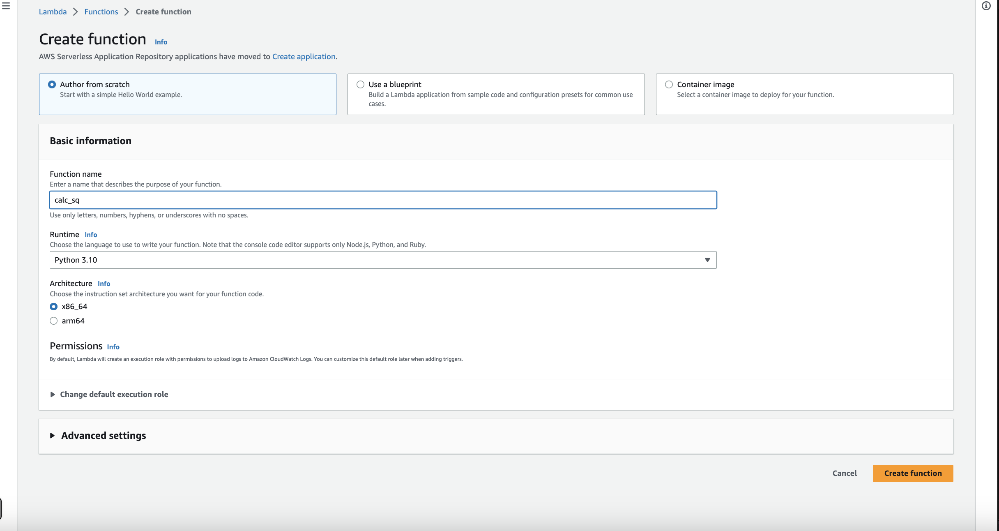 Lambda > Functions > Create function
Create function Info
AWS Serverless Application Repository applications have moved to Create application.
Author from scratch
Start with a simple Hello World example.
Use a blueprint
Build a Lambda application from sample code and configuration presets for common use
cases.
Container image
Select a container image to deploy for your function.
Basic information
Function name
Enter a name that describes the purpose of your function.
calc_sq
Use only letters, numbers, hyphens, or underscores with no spaces.
Runtime Info
Choose the language to use to write your function. Note that the console code editor supports only Node.js, Python, and Ruby.
Python 3.10
Architecture Info
Choose the instruction set architecture you want for your function code.
x86_64
arm64
Permissions Info
By default, Lambda will create an execution role with permissions to upload logs to Amazon CloudWatch Logs. You can customize this default role later when adding triggers.
Change default execution role
Advanced settings
Cancel
Create function